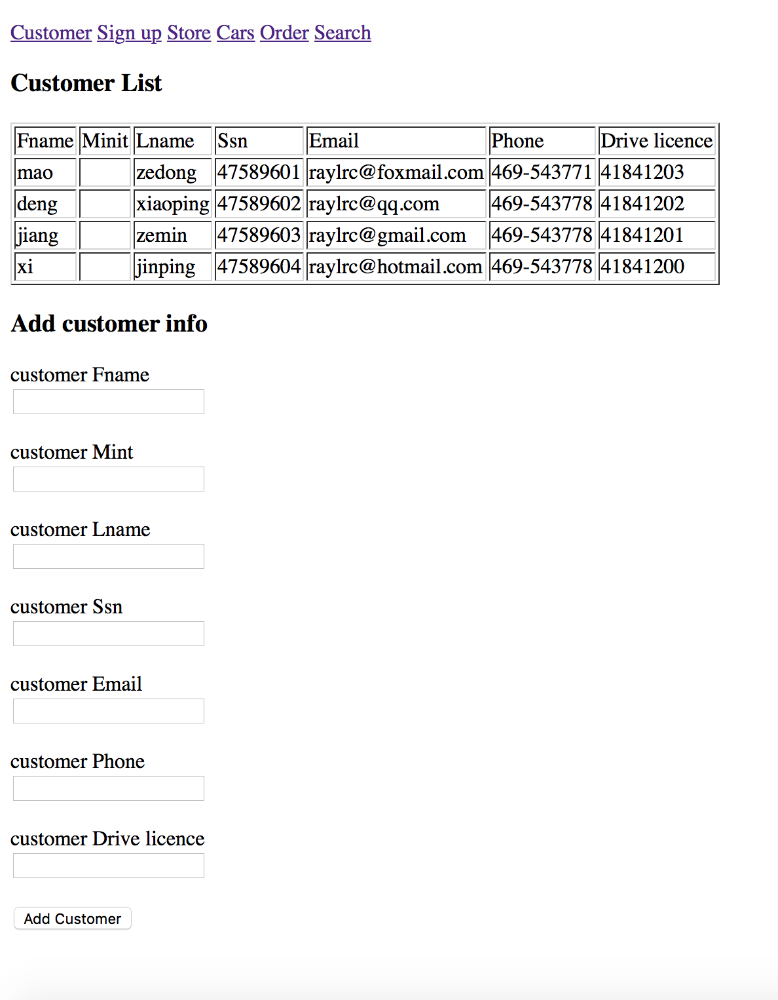 Customer Sign up Store Cars Order Search
Customer List
Fname Minit Lname Ssn Email Phone Drive licence
mao zedong 47589601 raylrc@foxmail.com 469-543771 41841203
deng xiaoping 47589602 raylrc@qq.com 469-543778 41841202
jiang zemin 47589603 raylrc@gmail.com 469-543778 41841201
xi jinping 47589604 raylrc@hotmail.com 469-543778 41841200
Add customer info
customer Fname
customer Mint
customer Lname
customer Ssn
customer Email
customer Phone
customer Drive licence
Add Customer